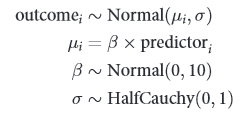 outcomeᵢ ∼ Normal(μᵢ, σ)
μᵢ = β × predictorᵢ
β ∼ Normal(0, 10)
σ ∼ HalfCauchy(0, 1)